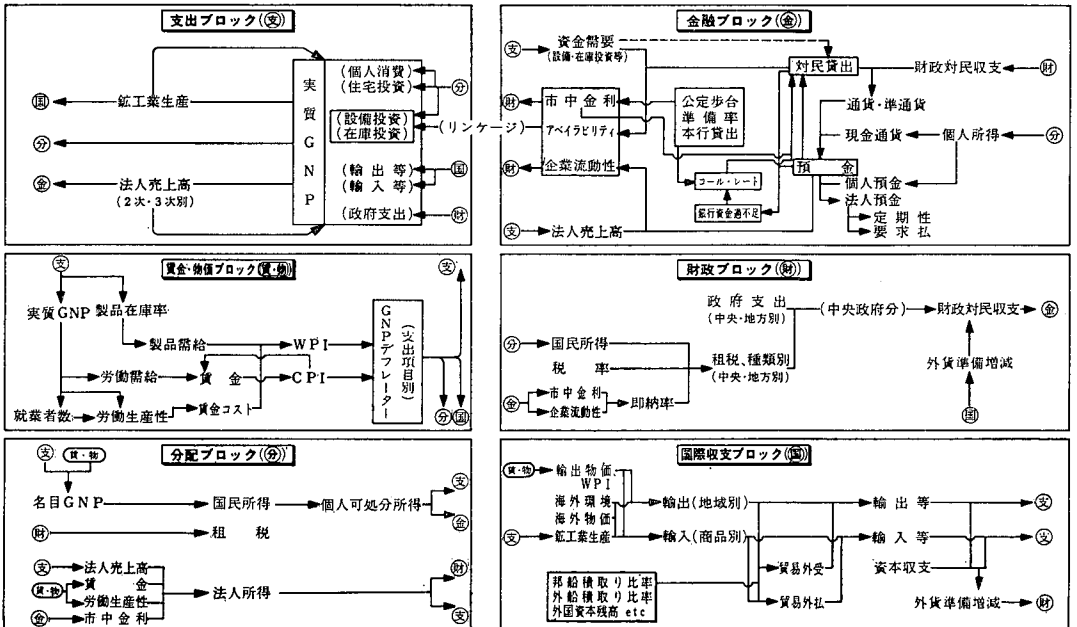 支出ブロック(㊛支)
実質GNP
(個人消費)
(住宅投資)
分
国
鉱工業生産
(設備投資)
(在庫投資)
(リンケージ)
分
金
法人売上高
(2次・3次別)
(輸出等)
(輸入等)
国
(政府支出)
財
金融ブロック(金)
支
資金需要
(設備・在庫投資等)
対民貸出
財政対民収支
財
財
市中金利
アベイラビリティ
企業流動性
財
公定歩合
準備率
本行貸出
通貨・準通貨
現金通貨
個人所得
分
預金
コール・レート
個人預金
法人預金
銀行資金過不足
定期性
要求払
支
法人売上高
賃金・物価ブロック(賃・物)
支
支
実質GNP
製品在庫率
製品需給
WPI
労働需給
賃金
CPI
就業者数
労働生産性
賃金コスト
GNPデフレーター
(支出項目別)
分
国
財政ブロック(財)
政府支出
(中央・地方別)
(中央政府分)
財政対民収支
金
分
国民所得
税率
租税、種類別
(中央・地方別)
外貨準備増減
金
市中金利
企業流動性
即納率
国
分配ブロック(分)
支
賃・物
名目GNP
国民所得
個人可処分所得
支
金
財
租税
支
法人売上高
賃・物
賃金
労働生産性
金
市中金利
法人所得
財
支
国際収支ブロック(国)
賃・物
輸出物価、
WPI
海外環境
海外物価
支
鉱工業生産
輸出(地域別)
輸出等
支
輸入(商品別)
輸入等
支
貿易外受
資本収支
邦船積取り比率
外船積取り比率
外国資本残高 etc
貿易外払
外貨準備増減
財